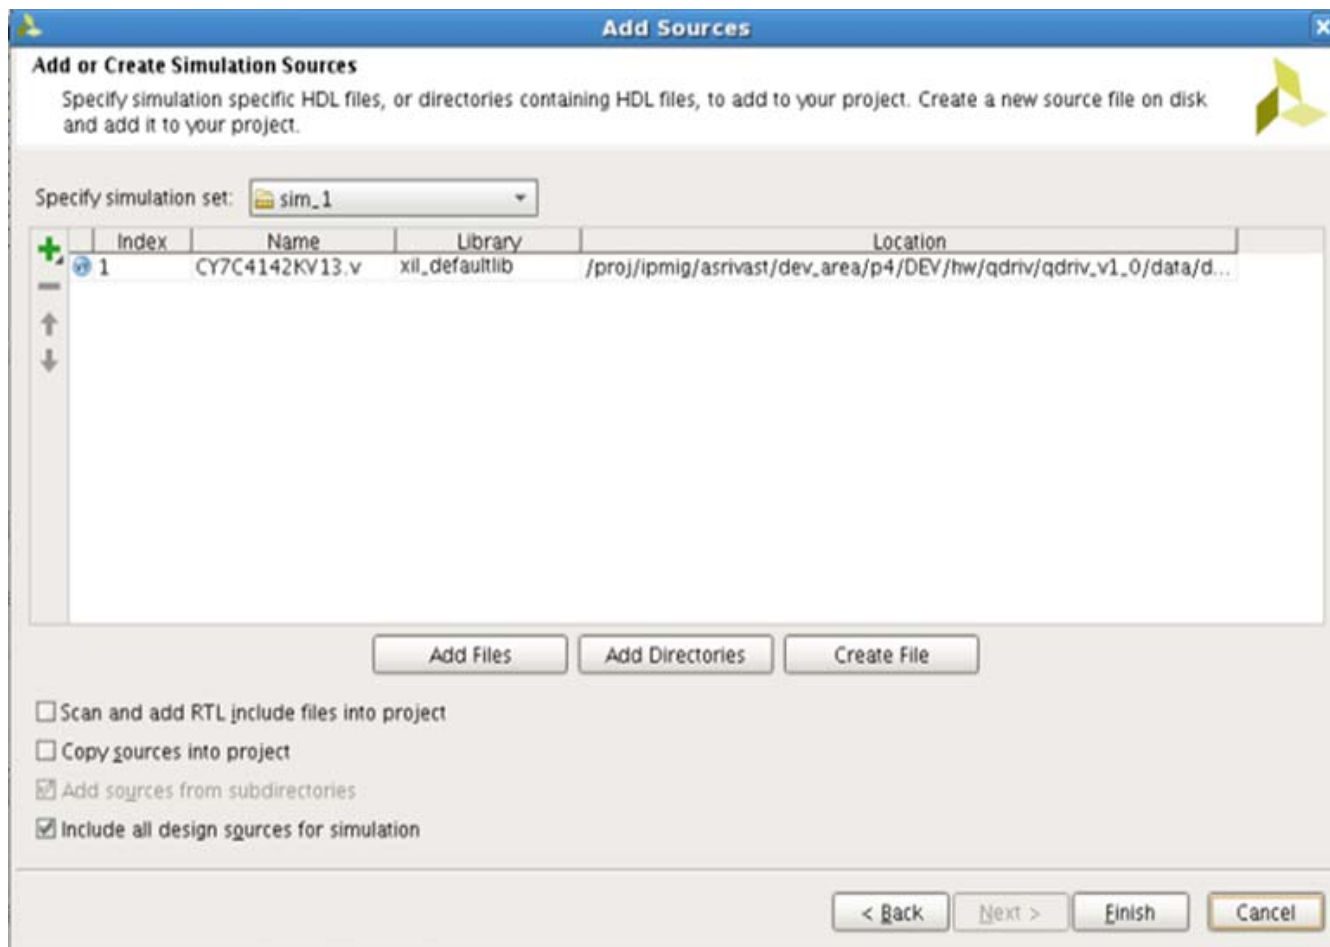 Add Sources
Add or Create Simulation Sources
Specify simulation specific HDL files, or directories containing HDL files, to add to your project. Create a new source file on disk
and add it to your project.
Specify simulation set: sim_1
Index Name Library Location
1 CY7C4142KV13.v xil_defaultlib /proj/ipmig/asrivast/dev_area/p4/DEV/hw/qdriv/qdriv_v1_0/data/d...
Add Files Add Directories Create File
Scan and add RTL include files into project
Copy sources into project
Add sources from subdirectories
Include all design sources for simulation
< Back Next > Finish Cancel